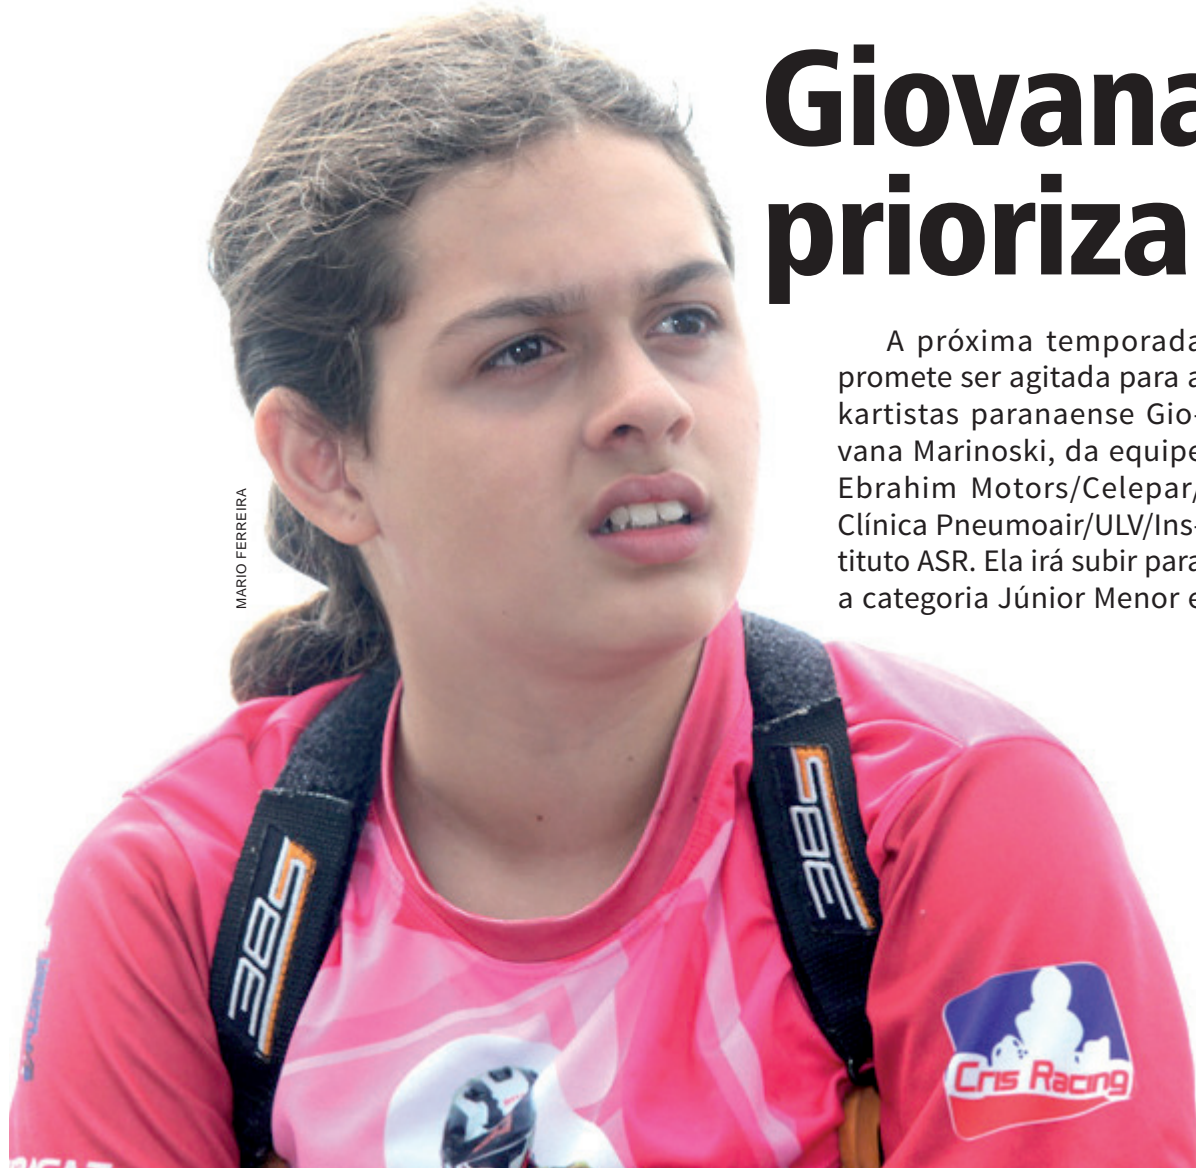 Giovana
prioriza
A próxima temporada
promete ser agitada para a
kartistas paranaense Gio-
vana Marinoski, da equipe
Ebrahim Motors/Celepar/
Clínica Pneumoair/ULV/Ins-
tituto ASR. Ela irá subir para
a categoria Júnior Menor e
MARIO FERREIRA
SBE
SBE
Cris Racing